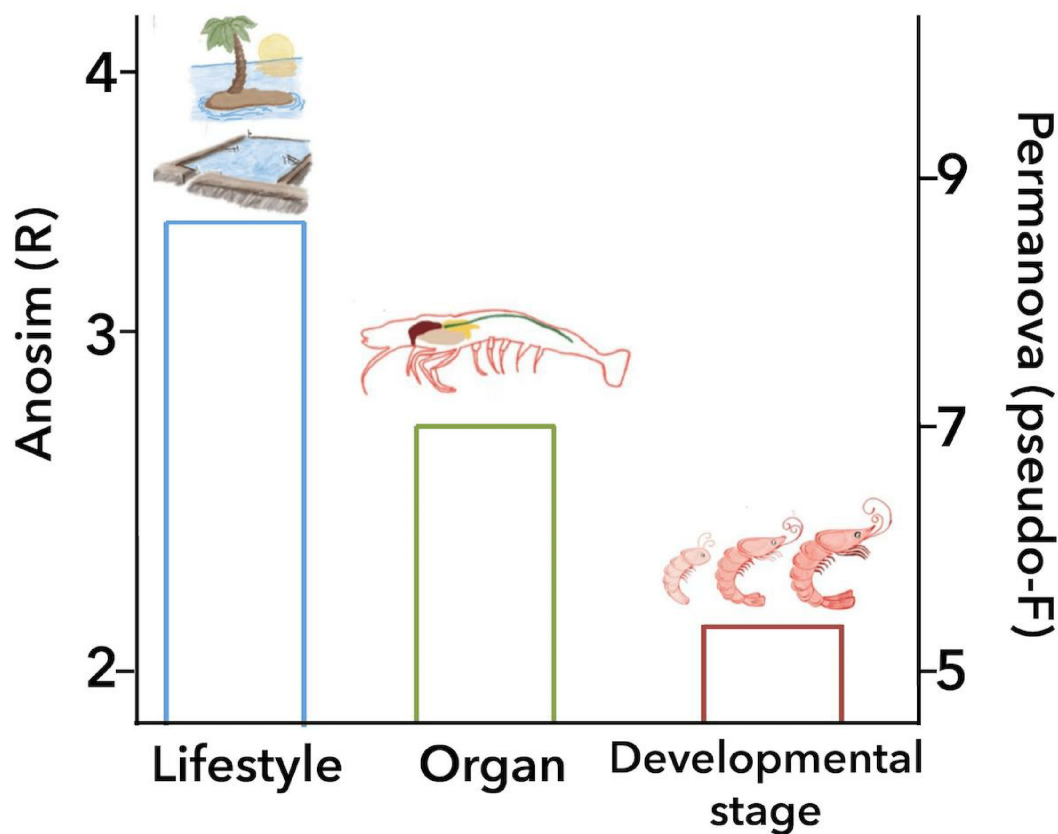 4
3
2
Anosim (R)
9
7
5
Permanova (pseudo-F)
Lifestyle
Organ
Developmental
stage